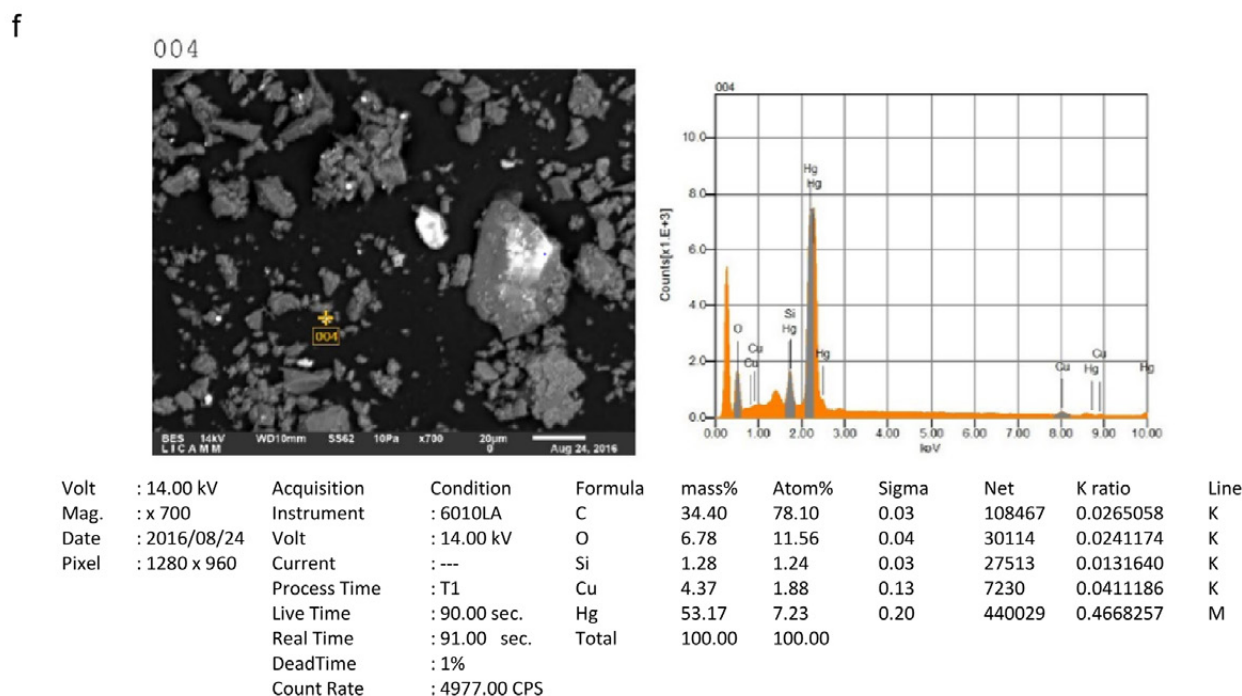 f
004
004
BES 14kV WD10mm SS62 10Pa x700 20µm
LICAMM 0 Aug 24, 2016
004
Counts[x1.E+3]
10.0
8.0
6.0
4.0
2.0
0.0
Hg
Hg
O
Si
Hg
Hg
Cu
Cu
Cu
Cu
Hg
Hg
0.00 1.00 2.00 3.00 4.00 5.00 6.00 7.00 8.00 9.00 10.00
keV
Volt : 14.00 kV Acquisition Condition Formula mass% Atom% Sigma Net K ratio Line
Mag. : x 700 Instrument : 6010LA C 34.40 78.10 0.03 108467 0.0265058 K
Date : 2016/08/24 Volt : 14.00 kV O 6.78 11.56 0.04 30114 0.0241174 K
Pixel : 1280 x 960 Current : --- Si 1.28 1.24 0.03 27513 0.0131640 K
Process Time : T1 Cu 4.37 1.88 0.13 7230 0.0411186 K
Live Time : 90.00 sec. Hg 53.17 7.23 0.20 440029 0.4668257 M
Real Time : 91.00 sec. Total 100.00 100.00
DeadTime : 1%
Count Rate : 4977.00 CPS